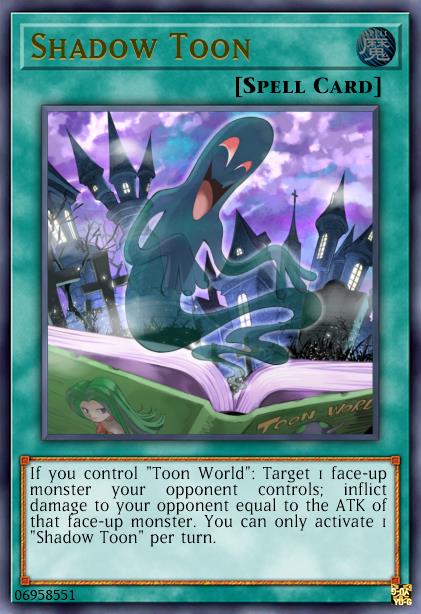 Shadow Toon
魔
[Spell Card]
TOON WORLD
If you control "Toon World": Target 1 face-up
monster your opponent controls; inflict
damage to your opponent equal to the ATK of
that face-up monster. You can only activate 1
"Shadow Toon" per turn.
06958551